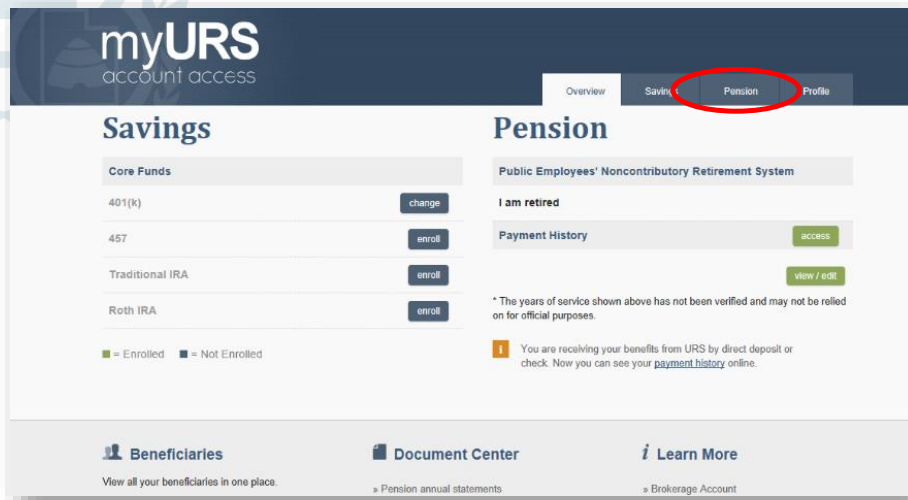 myURS
account access
Overview Savings Pension Profile
Savings
Core Funds
401(k) change
457 enroll
Traditional IRA enroll
Roth IRA enroll
= Enrolled = Not Enrolled
Pension
Public Employees' Noncontributory Retirement System
I am retired
Payment History access
view / edit
* The years of service shown above has not been verified and may not be relied
on for official purposes.
i You are receiving your benefits from URS by direct deposit or
check. Now you can see your payment history online.
Beneficiaries
View all your beneficiaries in one place.
Document Center
» Pension annual statements
i Learn More
» Brokerage Account